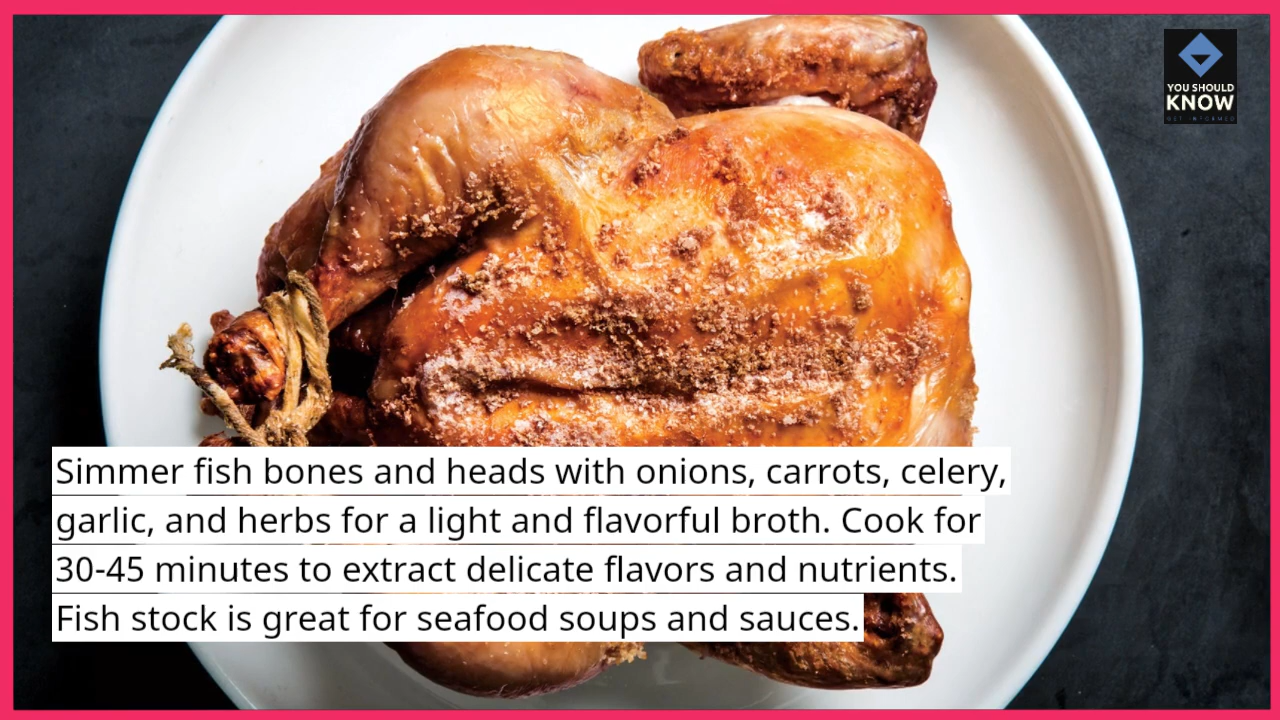 YOU SHOULD
KNOW
GET INFORMED
Simmer fish bones and heads with onions, carrots, celery,
garlic, and herbs for a light and flavorful broth. Cook for
30-45 minutes to extract delicate flavors and nutrients.
Fish stock is great for seafood soups and sauces.